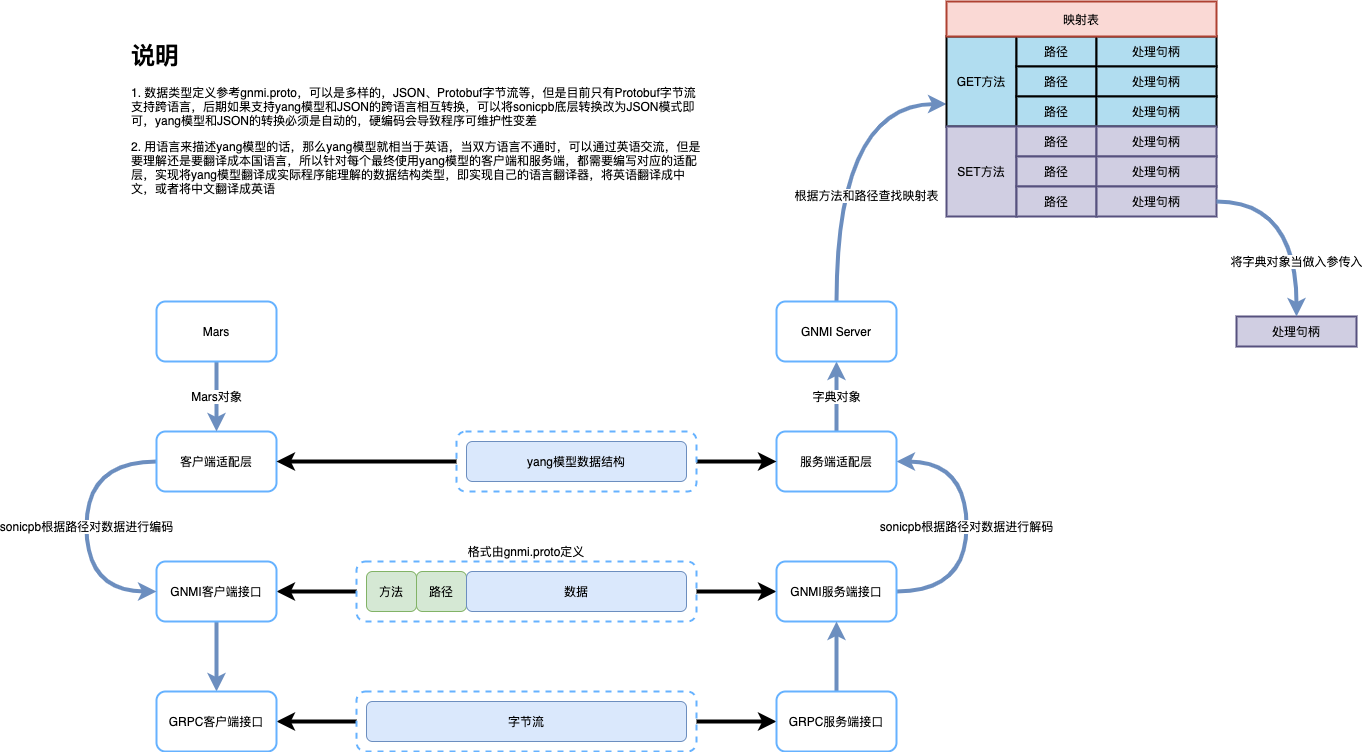 说明
1. 数据类型定义参考gnmi.proto，可以是多样的，JSON、Protobuf字节流等，但是目前只有Protobuf字节流
支持跨语言，后期如果支持yang模型和JSON的跨语言相互转换，可以将sonicpb底层转换改为JSON模式即
可，yang模型和JSON的转换必须是自动的，硬编码会导致程序可维护性变差
2. 用语言来描述yang模型的话，那么yang模型就相当于英语，当双方语言不通时，可以通过英语交流，但是
要理解还是要翻译成本国语言，所以针对每个最终使用yang模型的客户端和服务端，都需要编写对应的适配
层，实现将yang模型翻译成实际程序能理解的数据结构类型，即实现自己的语言翻译器，将英语翻译成中
文，或者将中文翻译成英语
映射表
GET方法
路径
处理句柄
路径
处理句柄
路径
处理句柄
SET方法
路径
处理句柄
路径
处理句柄
路径
处理句柄
根据方法和路径查找映射表
将字典对象当做入参传入
处理句柄
Mars
GNMI Server
Mars对象
字典对象
客户端适配层
yang模型数据结构
服务端适配层
sonicpb根据路径对数据进行编码
sonicpb根据路径对数据进行解码
格式由gnmi.proto定义
GNMI客户端接口
方法
路径
数据
GNMI服务端接口
GRPC客户端接口
字节流
GRPC服务端接口